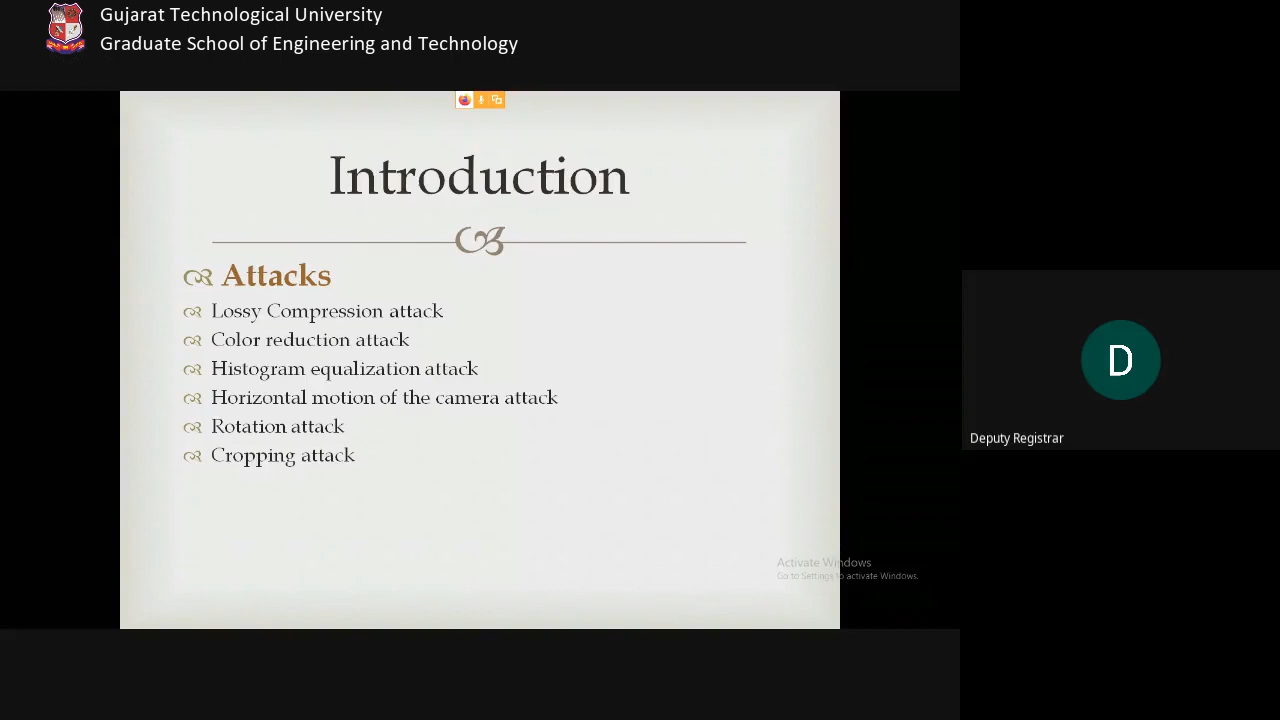 Gujarat Technological University
Graduate School of Engineering and Technology
Introduction
Attacks
Lossy Compression attack
Color reduction attack
Histogram equalization attack
Horizontal motion of the camera attack
Rotation attack
Cropping attack
Activate Windows
Go to Settings to activate Windows.
D
Deputy Registrar